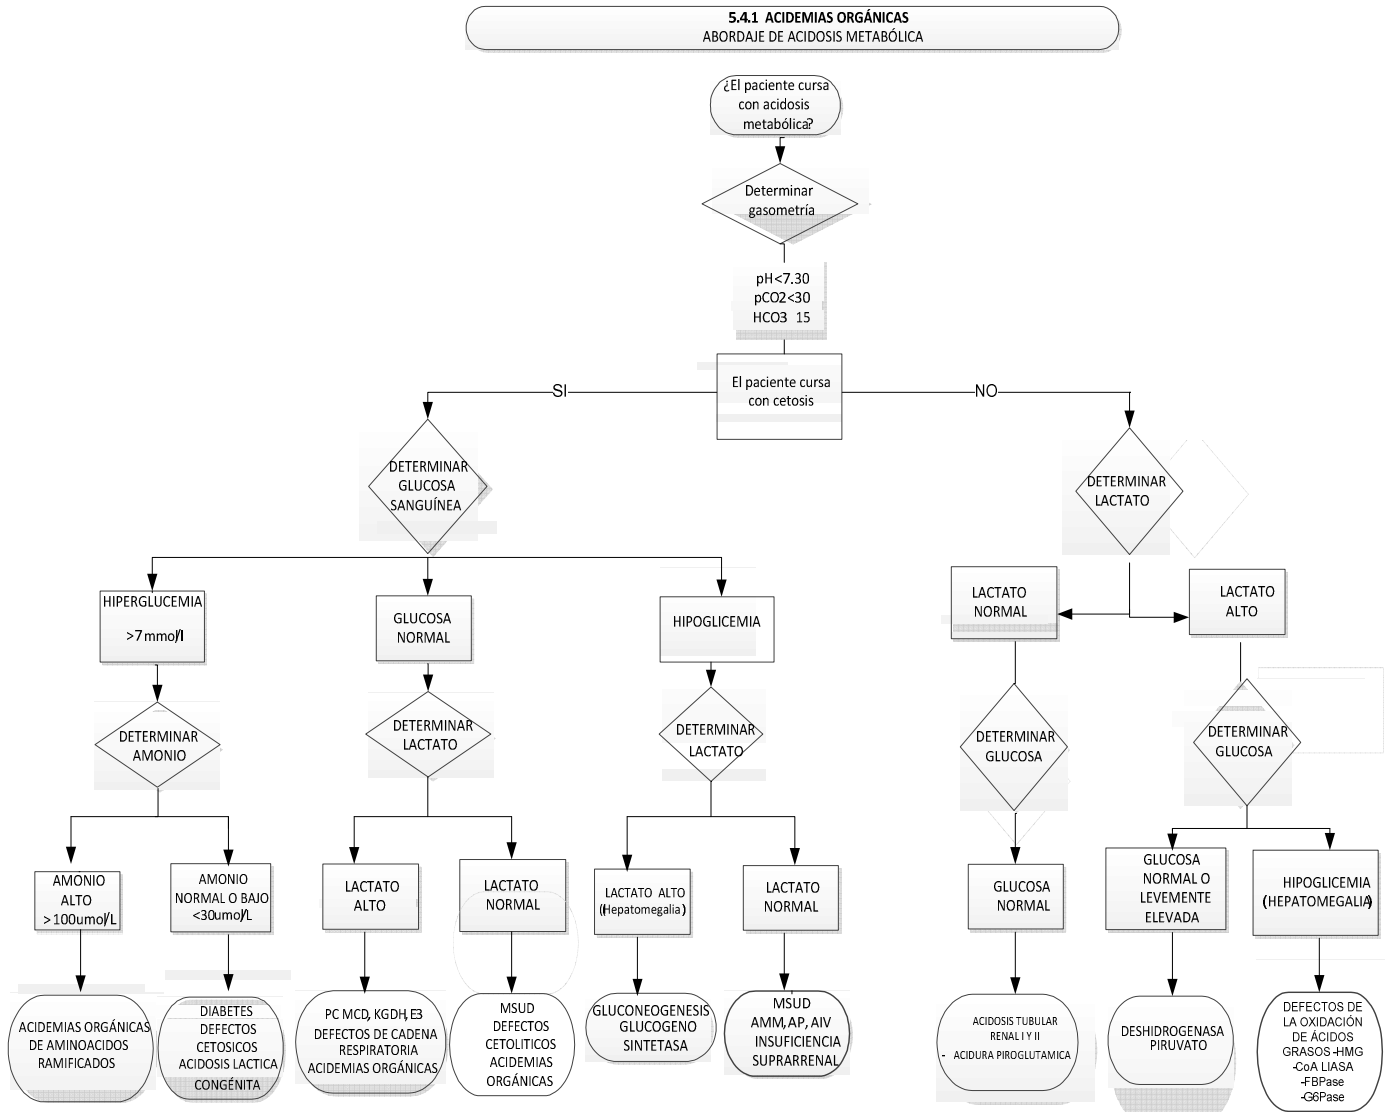 5.4.1 ACIDEMIAS ORGÁNICAS
ABORDAJE DE ACIDOSIS METABÓLICA
¿El paciente cursa
con acidosis
metabólica?
Determinar
gasometría
pH<7.30
pCO2<30
HCO3 15
El paciente cursa
con cetosis
SI
NO
DETERMINAR
GLUCOSA
SANGUÍNEA
DETERMINAR
LACTATO
HIPERGLUCEMIA
>7mmol/l
GLUCOSA
NORMAL
HIPOGLICEMIA
LACTATO
NORMAL
LACTATO
ALTO
DETERMINAR
AMONIO
DETERMINAR
LACTATO
DETERMINAR
LACTATO
DETERMINAR
GLUCOSA
DETERMINAR
GLUCOSA
AMONIO
ALTO
>100umol/L
AMONIO
NORMAL O BAJO
<30umol/L
LACTATO
ALTO
LACTATO
NORMAL
LACTATO ALTO
(Hepatomegalia)
LACTATO
NORMAL
GLUCOSA
NORMAL
GLUCOSA
NORMAL O
LEVEMENTE
ELEVADA
HIPOGLICEMIA
(HEPATOMEGALIA)
ACIDEMIAS ORGÁNICAS
DE AMINOACIDOS
RAMIFICADOS
DIABETES
DEFECTOS
CETOSICOS
ACIDOSIS LACTICA
CONGÉNITA
PC MCD, KGDH, E3
DEFECTOS DE CADENA
RESPIRATORIA
ACIDEMIAS ORGÁNICAS
MSUD
DEFECTOS
CETOLITICOS
ACIDEMIAS
ORGÁNICAS
GLUCONEOGENESIS
GLUCOGENO
SINTETASA
MSUD
AMM, AP, AIV
INSUFICIENCIA
SUPRARRENAL
ACIDOSIS TUBULAR
RENAL I Y II
- ACIDURA PIROGLUTAMICA
DESHIDROGENASA
PIRUVATO
DEFECTOS DE
LA OXIDACIÓN
DE ÁCIDOS
GRASOS -HMG
-CoA LIASA
-FBPase
-G6Pase